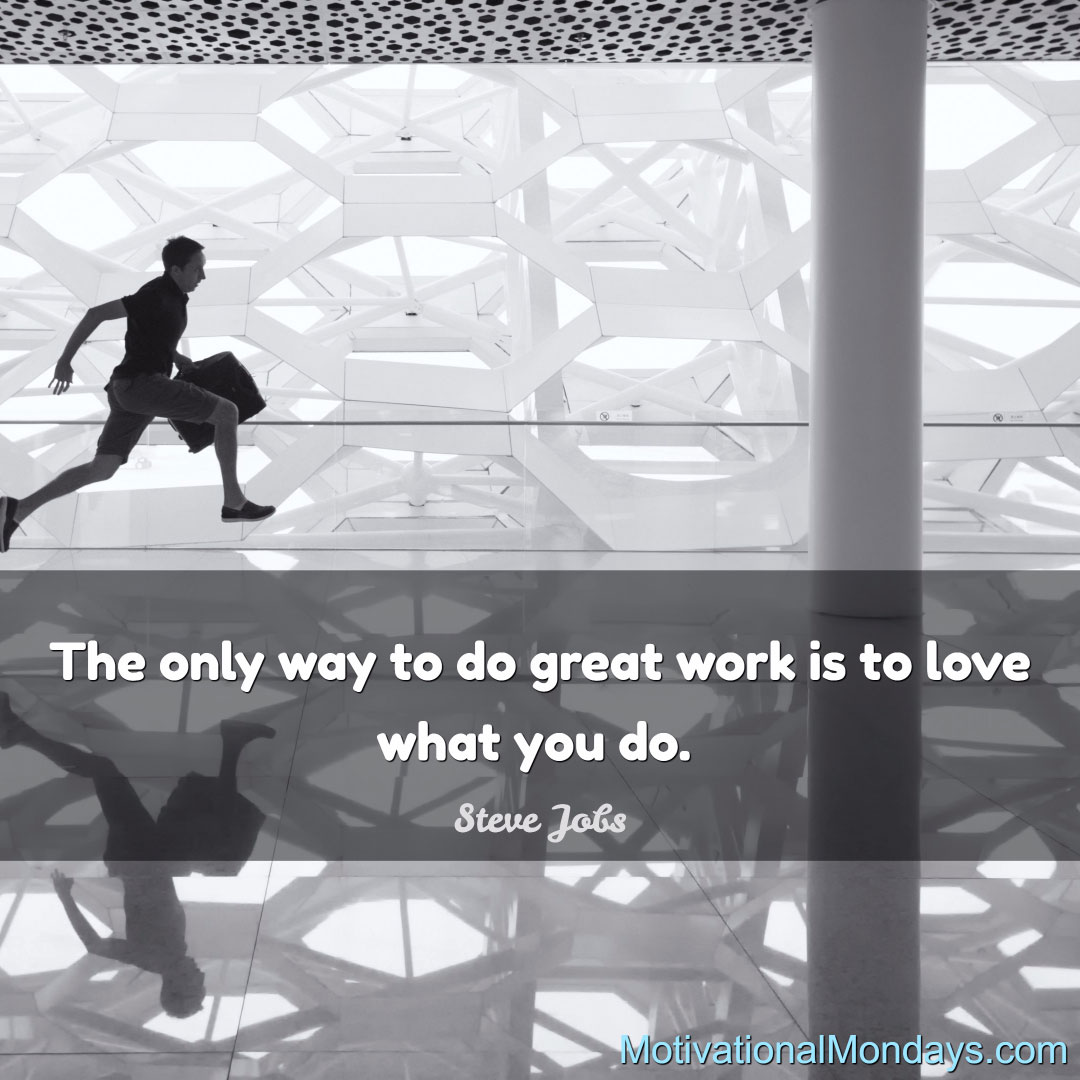 The only way to do great work is to love
what you do.
Steve Jobs
MotivationalMondays.com